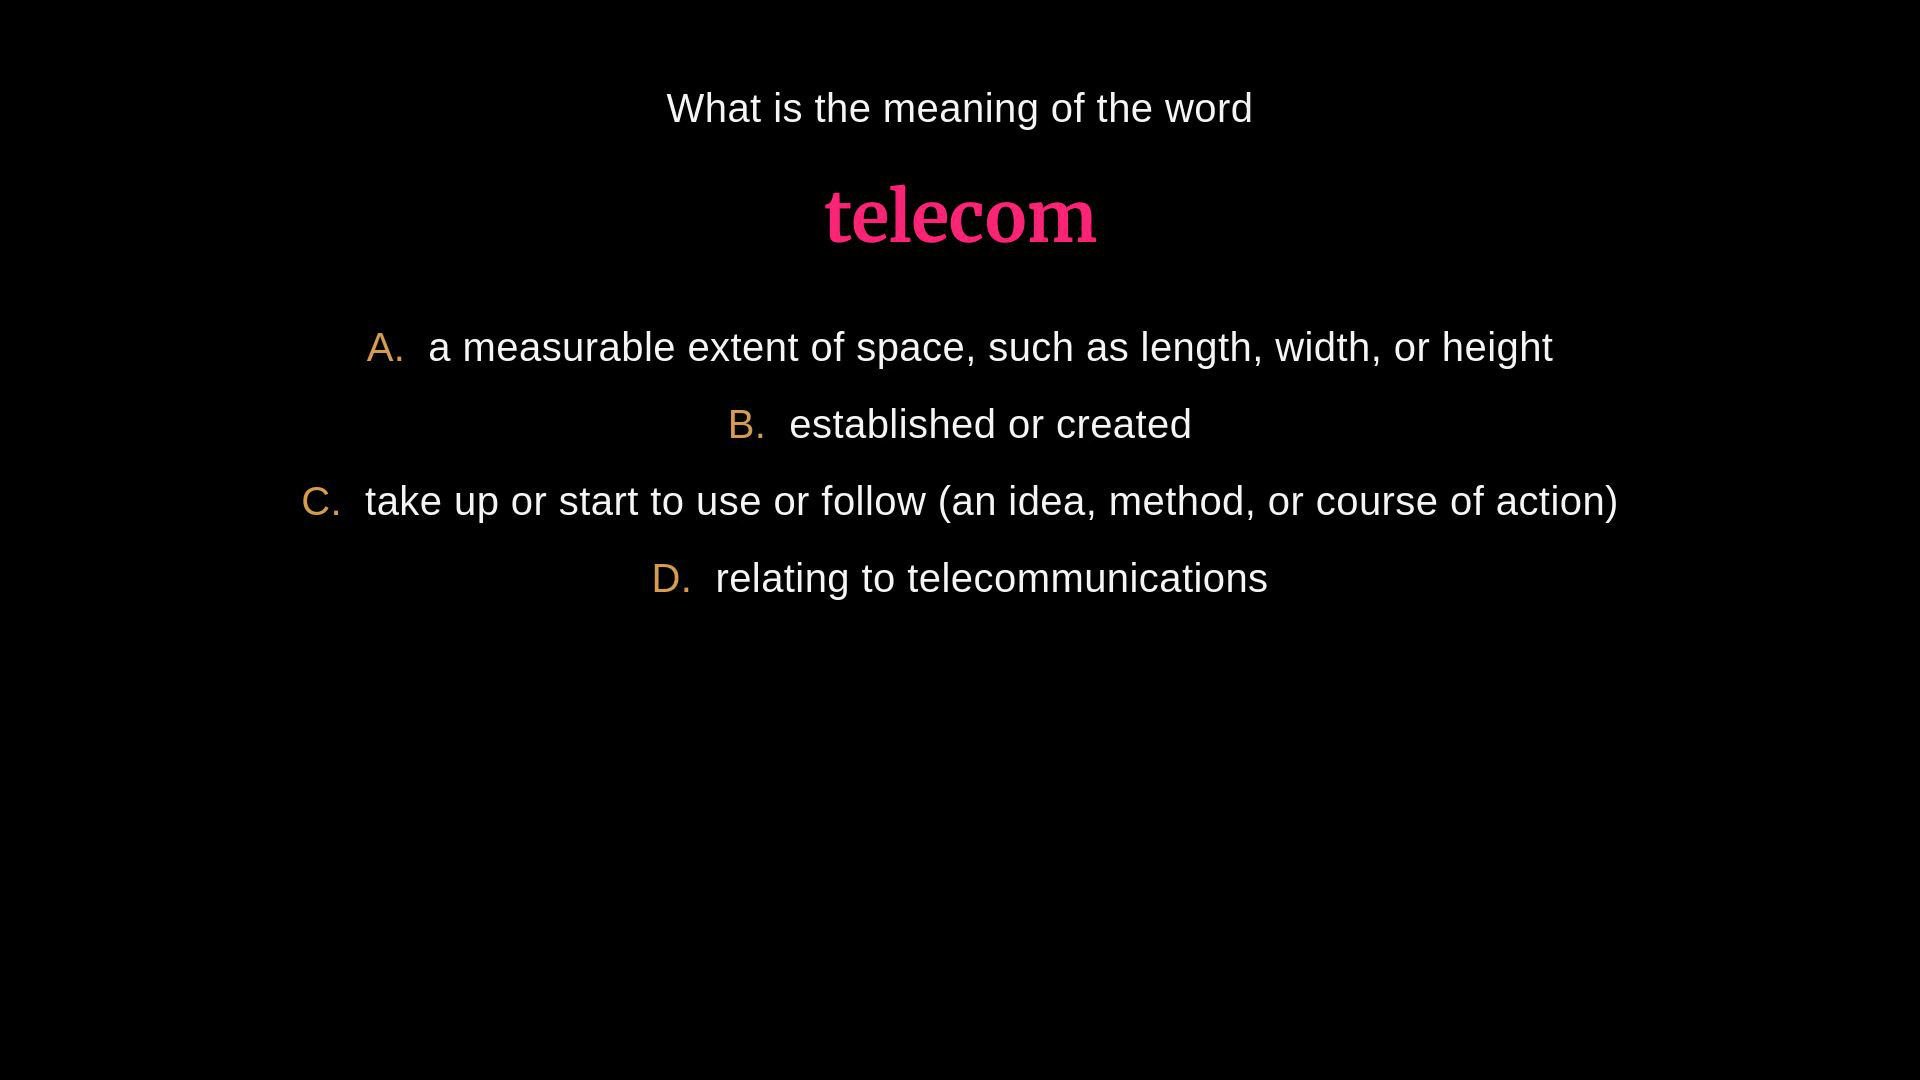 What is the meaning of the word
telecom
A. a measurable extent of space, such as length, width, or height
B. established or created
C. take up or start to use or follow (an idea, method, or course of action)
D. relating to telecommunications